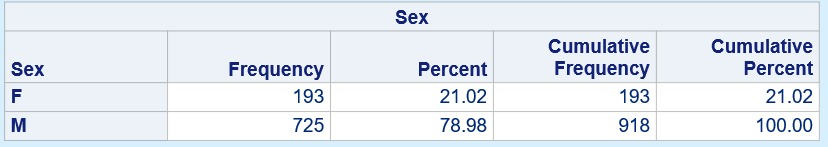 Sex
Sex Frequency Percent Cumulative Frequency Cumulative Percent
F 193 21.02 193 21.02
M 725 78.98 918 100.00